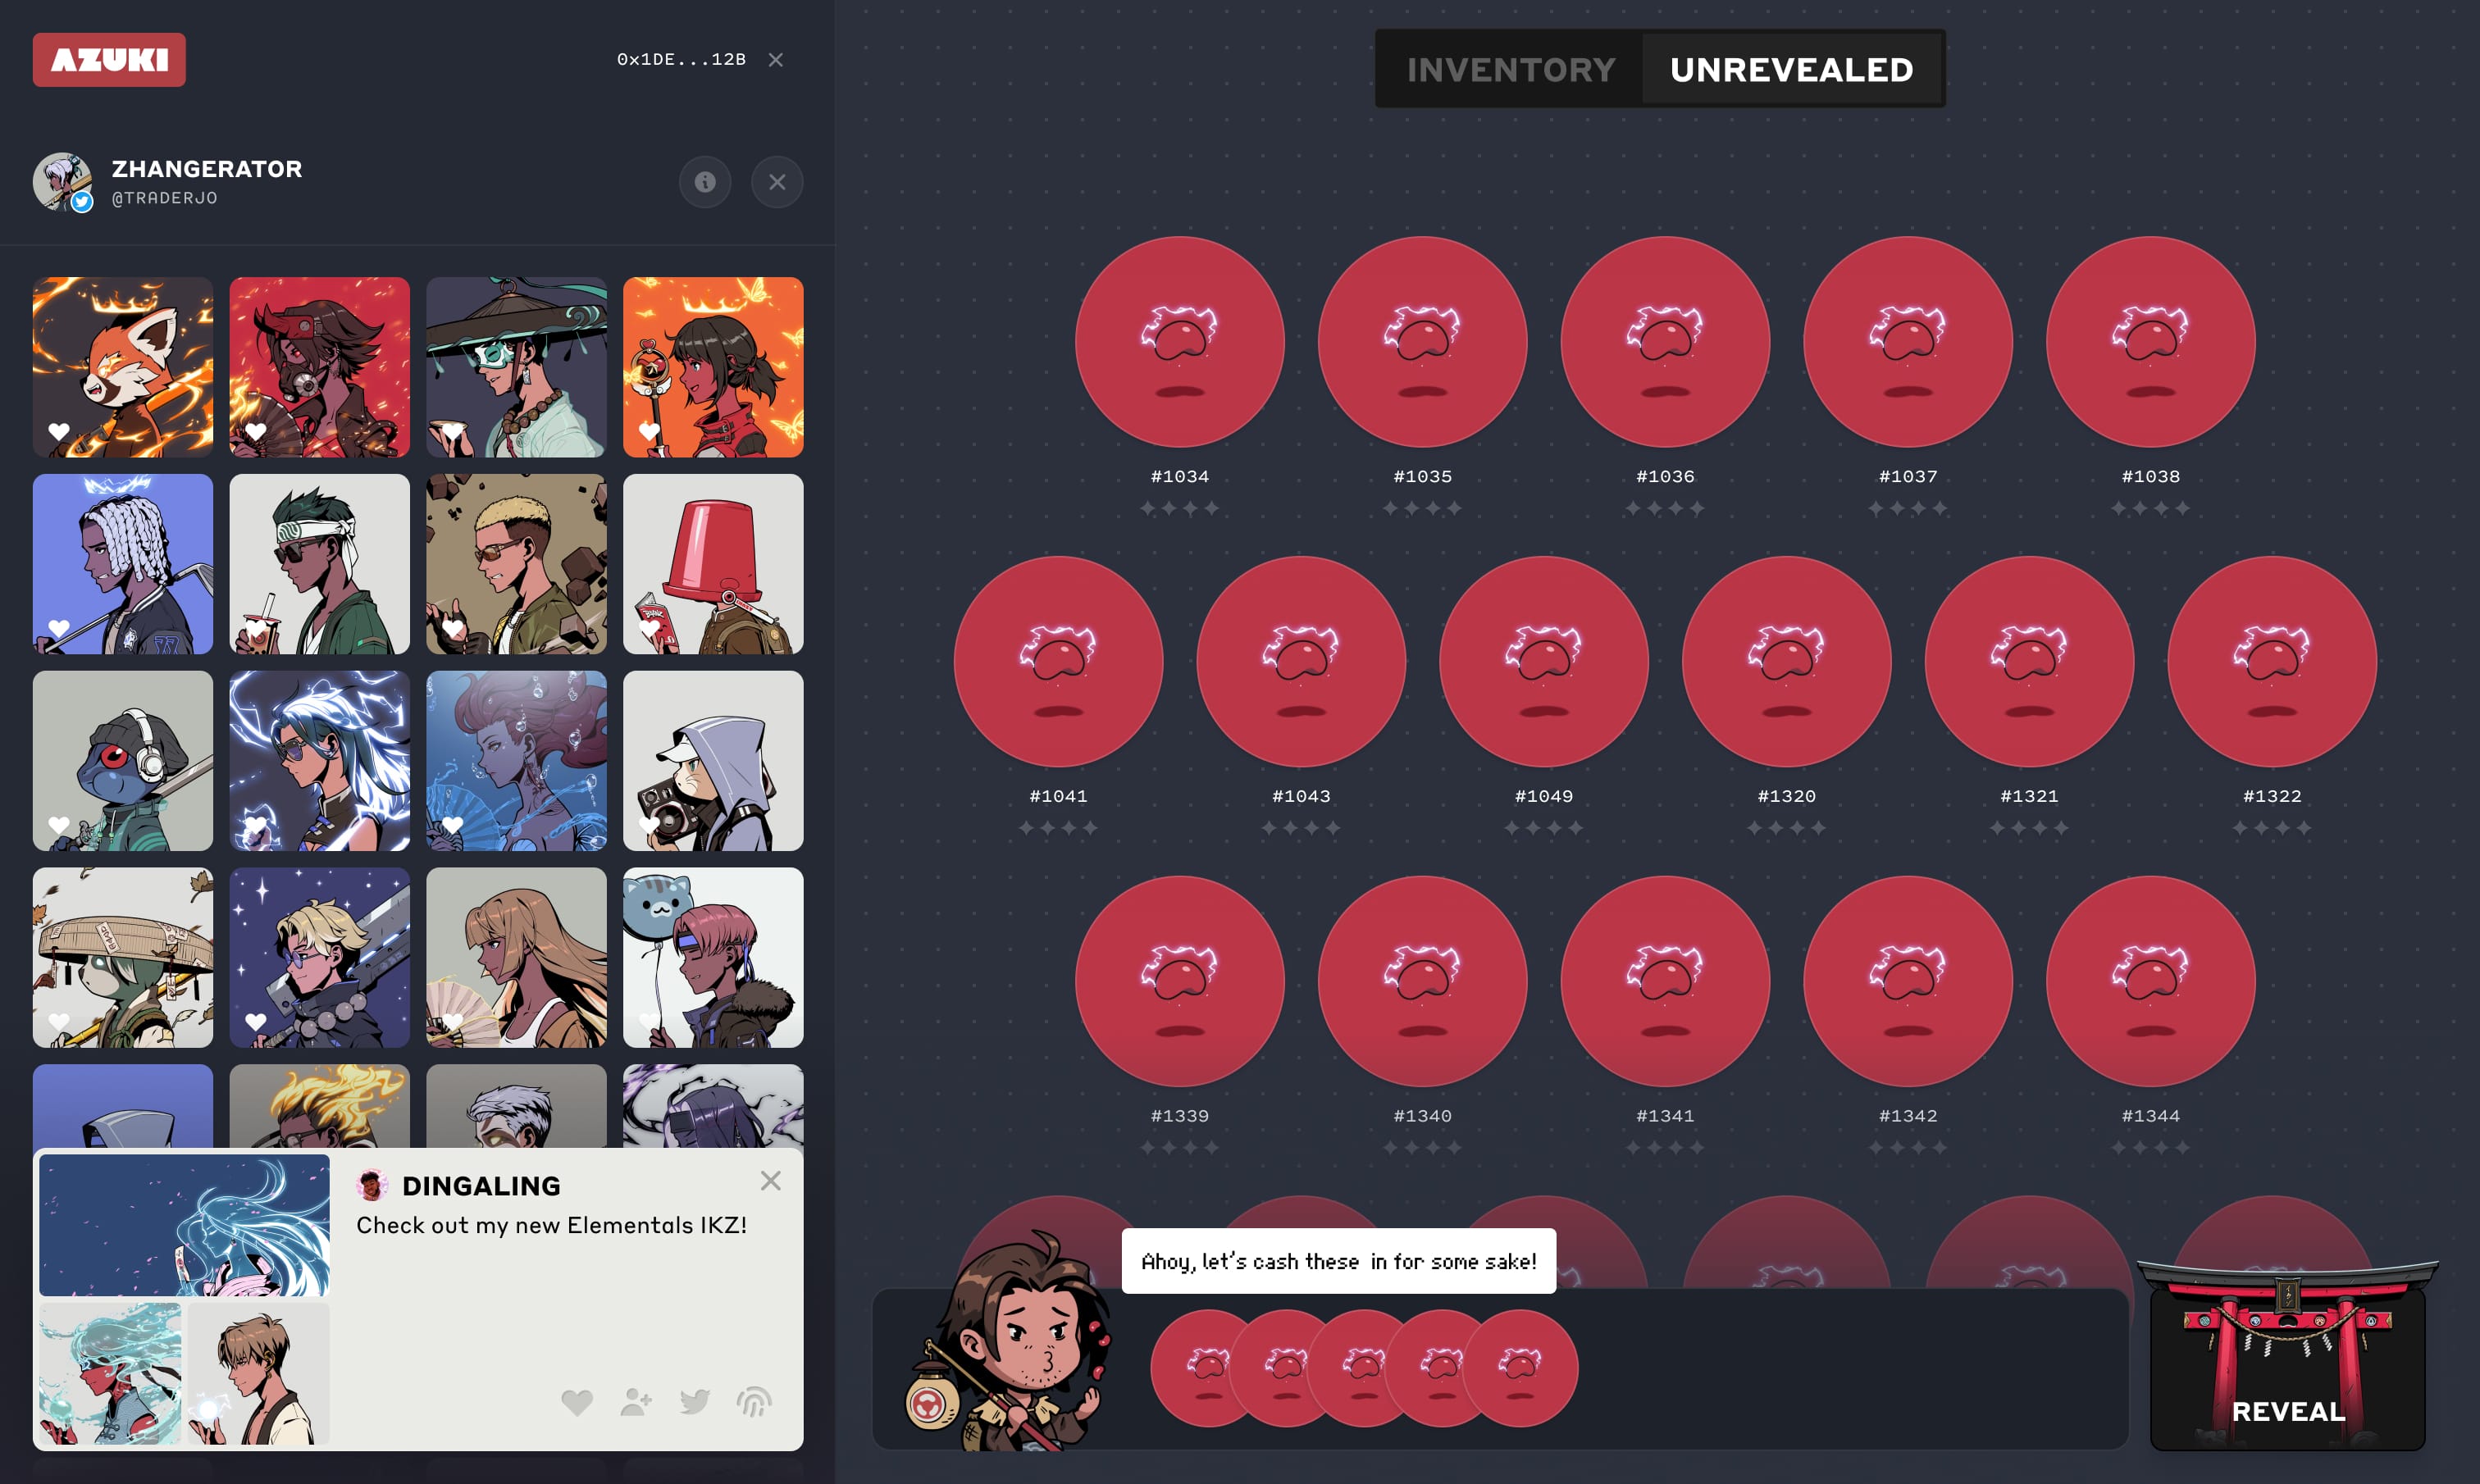 AZUKI
0x1DE...12B
ZHANGERATOR
@TRADERJO
INVENTORY
UNREVEALED
#1034
#1035
#1036
#1037
#1038
#1041
#1043
#1049
#1320
#1321
#1322
#1339
#1340
#1341
#1342
#1344
77
DINGALING
Check out my new Elementals IKZ!
Ahoy, let's cash these in for some sake!
REVEAL